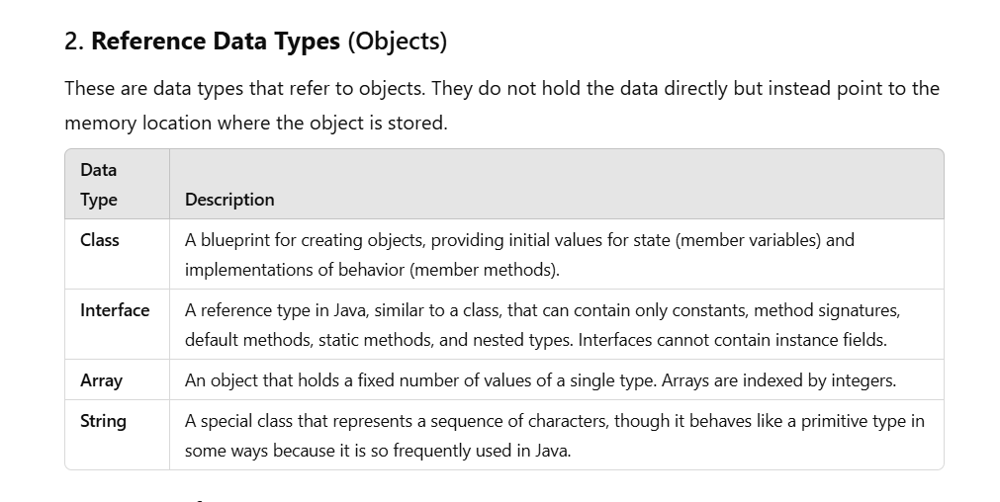 2. Reference Data Types (Objects)
These are data types that refer to objects. They do not hold the data directly but instead point to the
memory location where the object is stored.
Data
Type
Description
Class
A blueprint for creating objects, providing initial values for state (member variables) and
implementations of behavior (member methods).
Interface
A reference type in Java, similar to a class, that can contain only constants, method signatures,
default methods, static methods, and nested types. Interfaces cannot contain instance fields.
Array
An object that holds a fixed number of values of a single type. Arrays are indexed by integers.
String
A special class that represents a sequence of characters, though it behaves like a primitive type in
some ways because it is so frequently used in Java.